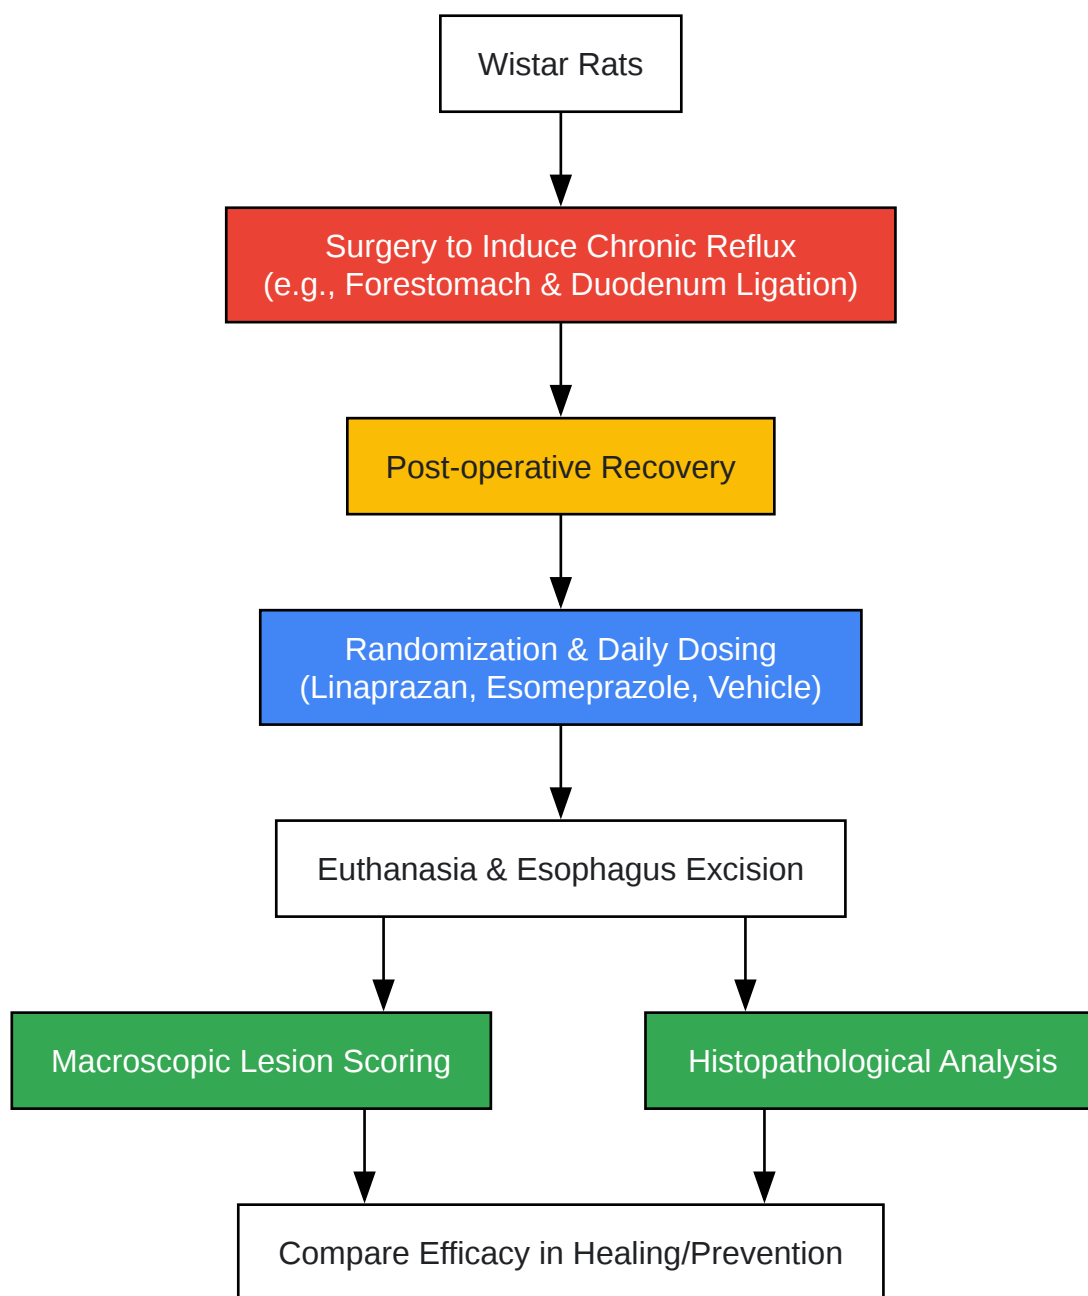 Wistar Rats
Surgery to Induce Chronic Reflux
(e.g., Forestomach & Duodenum Ligation)
Post-operative Recovery
Randomization & Daily Dosing
(Linaprazan, Esomeprazole, Vehicle)
Euthanasia & Esophagus Excision
Macroscopic Lesion Scoring
Histopathological Analysis
Compare Efficacy in Healing/Prevention